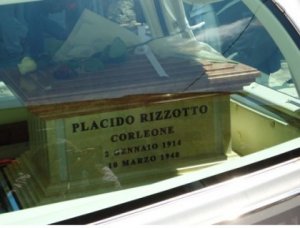 PLACIDO RIZZOTTO
CORLEONE
2 GENNAIO 1914
10 MARZO 1948